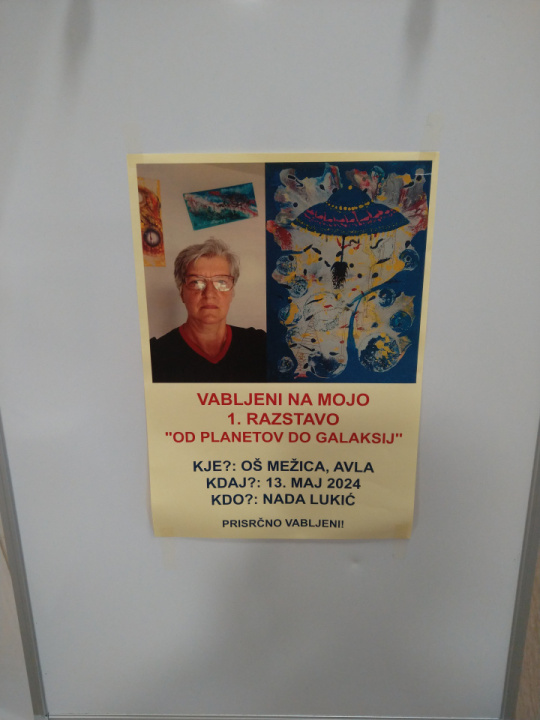 VABLJENI NA MOJO
1. RAZSTAVO
"OD PLANETOV DO GALAKSIJ"
KJE?: OŠ MEŽICA, AVLA
KDAJ?: 13. MAJ 2024
KDO?: NADA LUKIĆ
PRISRČNO VABLJENI!